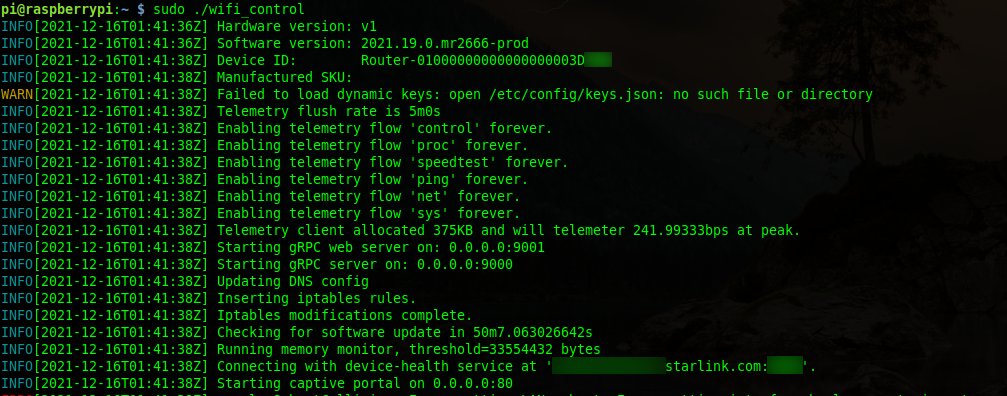 pi@raspberrypi:~ $ sudo ./wifi_control
INFO[2021-12-16T01:41:36Z] Hardware version: v1
INFO[2021-12-16T01:41:36Z] Software version: 2021.19.0.mr2666-prod
INFO[2021-12-16T01:41:36Z] Device ID: Router-01000000000000000000003D
INFO[2021-12-16T01:41:38Z] Manufactured SKU:
WARN[2021-12-16T01:41:38Z] Failed to load dynamic keys: open /etc/config/keys.json: no such file or directory
INFO[2021-12-16T01:41:38Z] Telemetry flush rate is 5m0s
INFO[2021-12-16T01:41:38Z] Enabling telemetry flow 'control' forever.
INFO[2021-12-16T01:41:38Z] Enabling telemetry flow 'proc' forever.
INFO[2021-12-16T01:41:38Z] Enabling telemetry flow 'speedtest' forever.
INFO[2021-12-16T01:41:38Z] Enabling telemetry flow 'ping' forever.
INFO[2021-12-16T01:41:38Z] Enabling telemetry flow 'net' forever.
INFO[2021-12-16T01:41:38Z] Enabling telemetry flow 'sys' forever.
INFO[2021-12-16T01:41:38Z] Telemetry client allocated 375KB and will telemeter 241.99333bps at peak.
INFO[2021-12-16T01:41:38Z] Starting gRPC web server on: 0.0.0.0:9001
INFO[2021-12-16T01:41:38Z] Starting gRPC server on: 0.0.0.0:9000
INFO[2021-12-16T01:41:38Z] Updating DNS config
INFO[2021-12-16T01:41:38Z] Inserting iptables rules.
INFO[2021-12-16T01:41:38Z] Iptables modifications complete.
INFO[2021-12-16T01:41:38Z] Checking for software update in 50m7.063026642s
INFO[2021-12-16T01:41:38Z] Running memory monitor, threshold=33554432 bytes
INFO[2021-12-16T01:41:38Z] Connecting with device-health service at ' starlink.com: '.
INFO[2021-12-16T01:41:38Z] Starting captive portal on 0.0.0.0:80